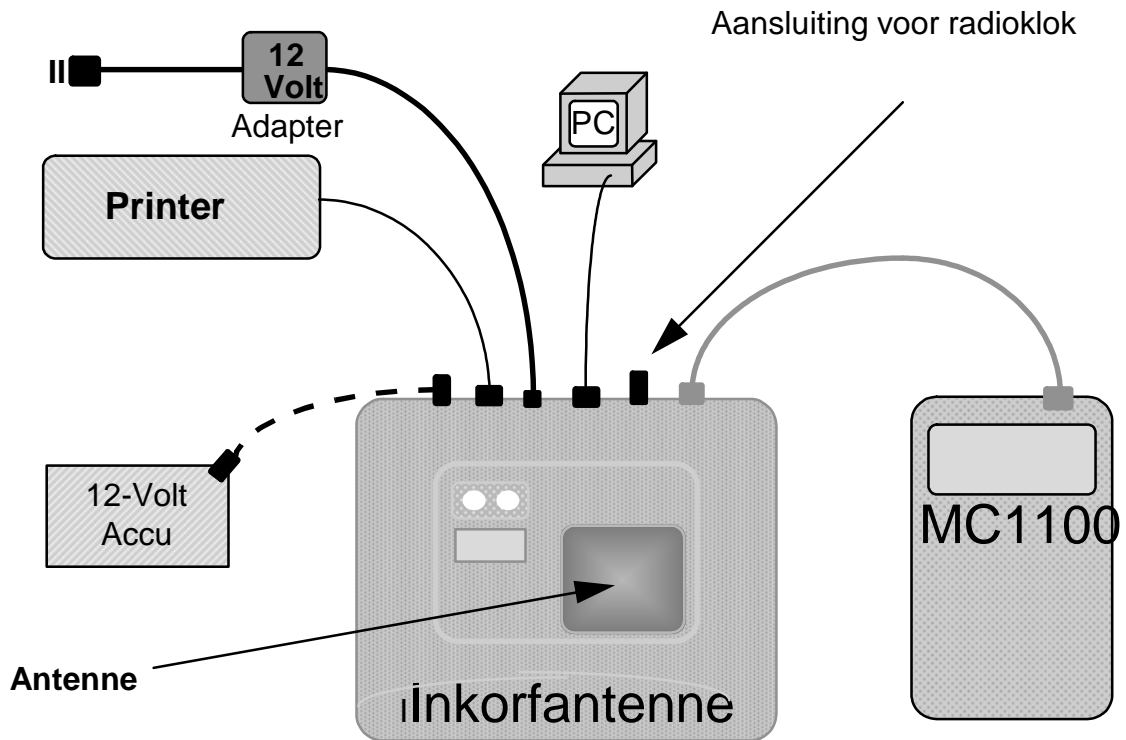 Aansluiting voor radioklok
12
Volt
Adapter
PC
Printer
12-Volt
Accu
MC1100
Antenne
Inkorfantenne